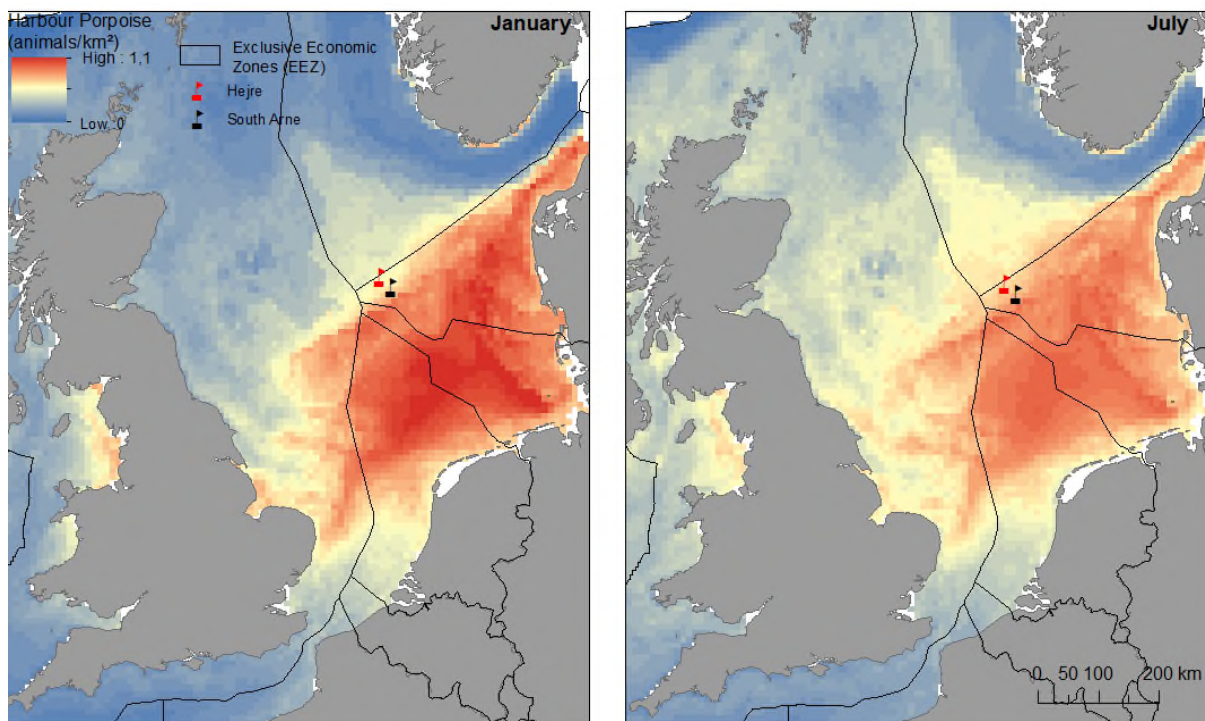 Harbour Porpoise
(animals/km²)
High : 1,1
Low :0
Exclusive Economic
Zones (EEZ)
Hejre
South Arne
January
July
0 50 100 200 km